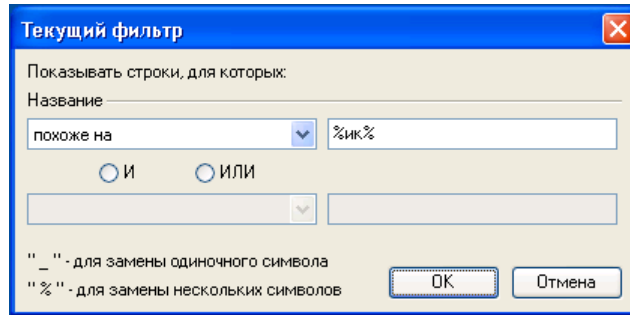 Текущий фильтр
Показывать строки, для которых:
Название
похоже на %ик%
И ИЛИ
"_" - для замены одиночного символа
"%" - для замены нескольких символов
OK Отмена